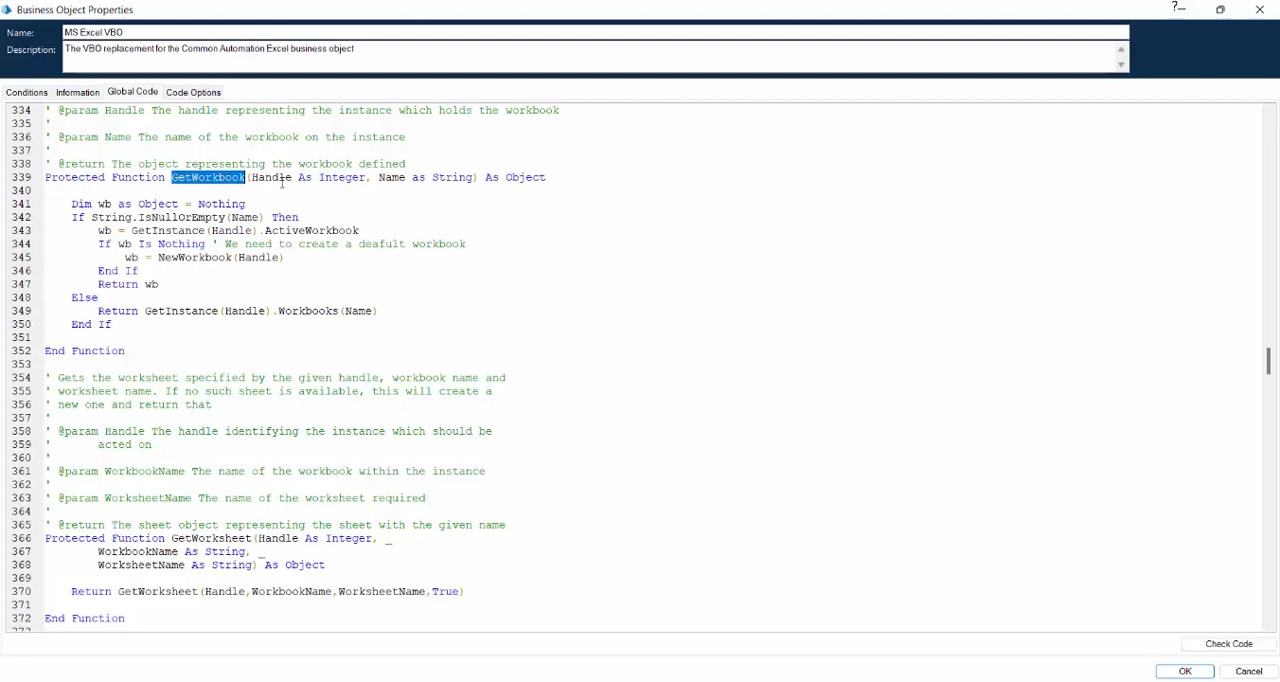 Business Object Properties
?
Name: MS Excel VBO
Description: The VBO replacement for the Common Automation Excel business object
Conditions Information Global Code Code Options
334 ' @param Handle The handle representing the instance which holds the workbook
335 '
336 ' @param Name The name of the workbook on the instance
337 '
338 ' @return The object representing the workbook defined
339 Protected Function GetWorkbook(Handle As Integer, Name as String) As Object
340
341 Dim wb as Object = Nothing
342 If String.IsNullOrEmpty(Name) Then
343 wb = GetInstance(Handle).ActiveWorkbook
344 If wb Is Nothing ' We need to create a deafult workbook
345 wb = NewWorkbook(Handle)
346 End If
347 Return wb
348 Else
349 Return GetInstance(Handle).Workbooks(Name)
350 End If
351
352 End Function
353
354 ' Gets the worksheet specified by the given handle, workbook name and
355 ' worksheet name. If no such sheet is available, this will create a
356 ' new one and return that
357 '
358 ' @param Handle The handle identifying the instance which should be
359 ' acted on
360 '
361 ' @param WorkbookName The name of the workbook within the instance
362 '
363 ' @param WorksheetName The name of the worksheet required
364 '
365 ' @return The sheet object representing the sheet with the given name
366 Protected Function GetWorksheet(Handle As Integer, _
367 WorkbookName As String, _
368 WorksheetName As String) As Object
369
370 Return GetWorksheet(Handle,WorkbookName,WorksheetName,True)
371
372 End Function
373
Check Code
OK Cancel